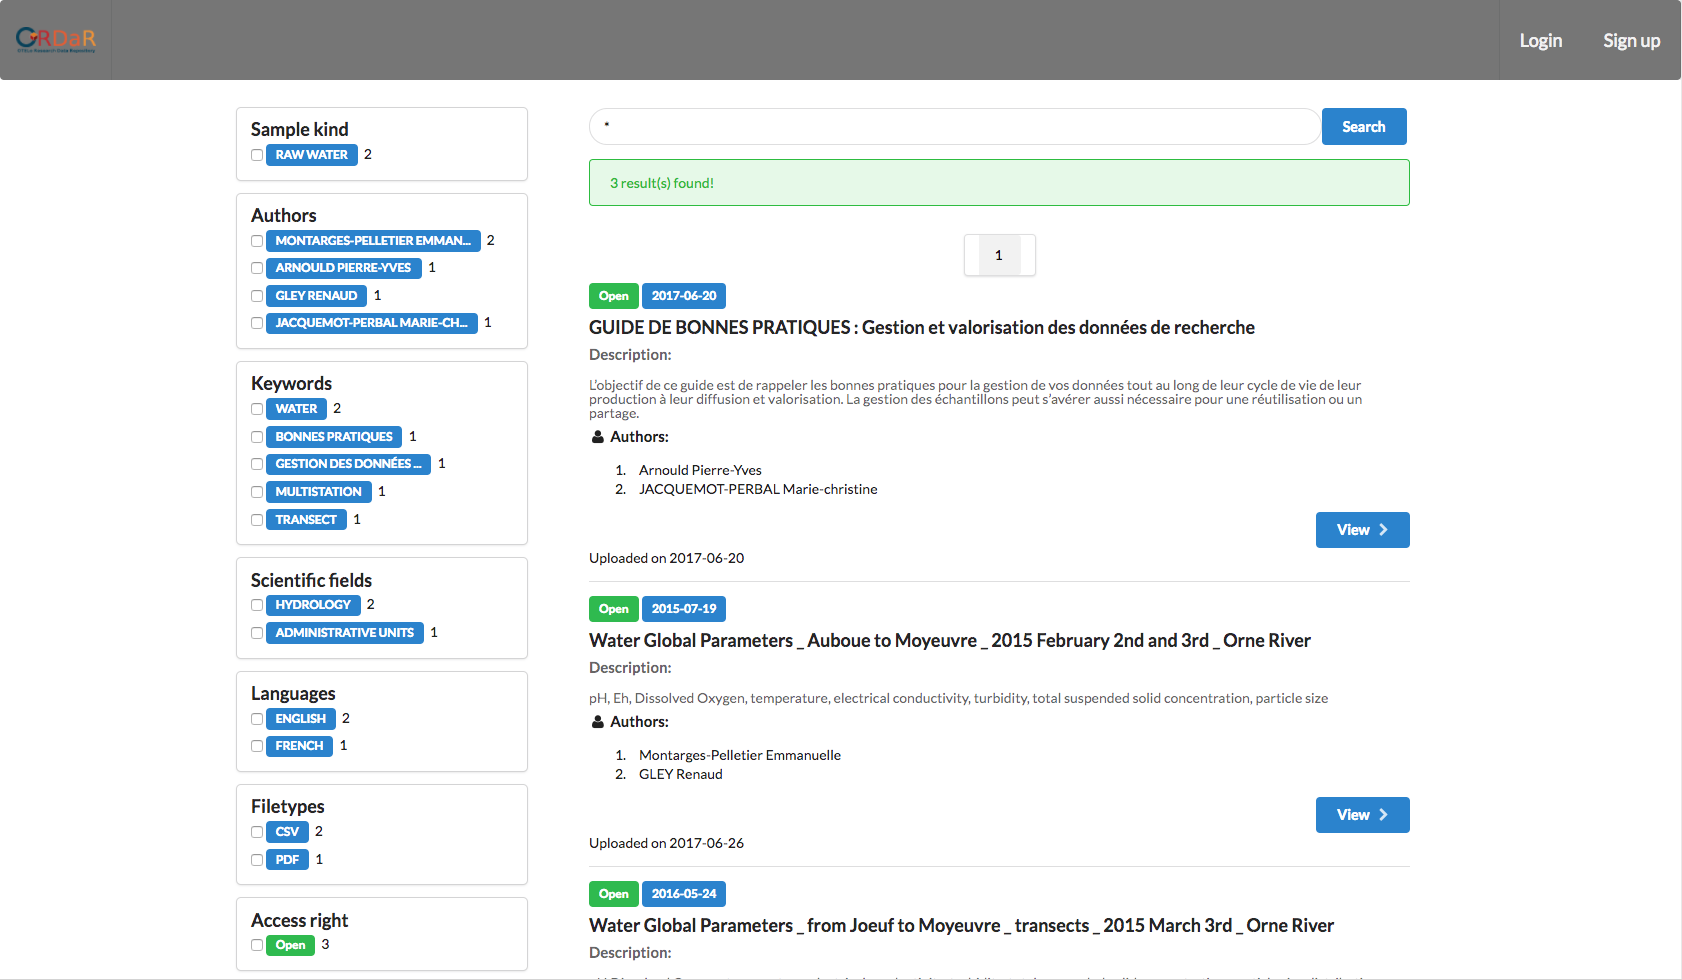 ORDaR
Login
Sign up
Sample kind
RAW WATER 2
Authors
MONTARGES-PELLETIER EMMAN... 2
ARNOULD PIERRE-YVES 1
GLEY RENAUD 1
JACQUEMOT-PERBAL MARIE-CH... 1
Keywords
WATER 2
BONNES PRATIQUES 1
GESTION DES DONNÉES ... 1
MULTISTATION 1
TRANSECT 1
Scientific fields
HYDROLOGY 2
ADMINISTRATIVE UNITS 1
Languages
ENGLISH 2
FRENCH 1
Filetypes
CSV 2
PDF 1
Access right
Open 3
*
Search
3 result(s) found!
1
Open 2017-06-20
GUIDE DE BONNES PRATIQUES : Gestion et valorisation des données de recherche
Description:
L'objectif de ce guide est de rappeler les bonnes pratiques pour la gestion de vos données tout au long de leur cycle de vie de leur
production à leur diffusion et valorisation. La gestion des échantillons peut s'avérer aussi nécessaire pour une réutilisation ou un
partage.
Authors:
1. Arnould Pierre-Yves
2. JACQUEMOT-PERBAL Marie-christine
View
Uploaded on 2017-06-20
Open 2015-07-19
Water Global Parameters _ Auboue to Moyeuvre _ 2015 February 2nd and 3rd _ Orne River
Description:
pH, Eh, Dissolved Oxygen, temperature, electrical conductivity, turbidity, total suspended solid concentration, particle size
Authors:
1. Montarges-Pelletier Emmanuelle
2. GLEY Renaud
View
Uploaded on 2017-06-26
Open 2016-05-24
Water Global Parameters _ from Joeuf to Moyeuvre _ transects _ 2015 March 3rd _ Orne River
Description: